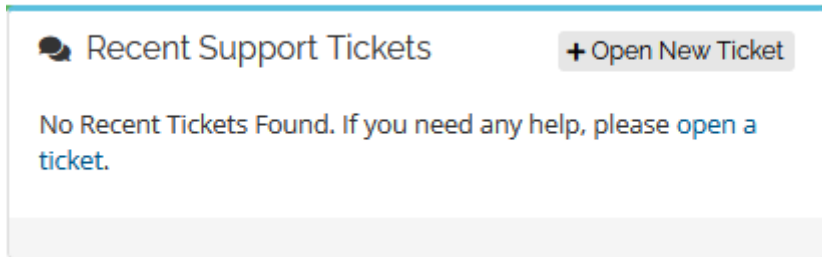 Recent Support Tickets
+ Open New Ticket
No Recent Tickets Found. If you need any help, please open a
ticket.